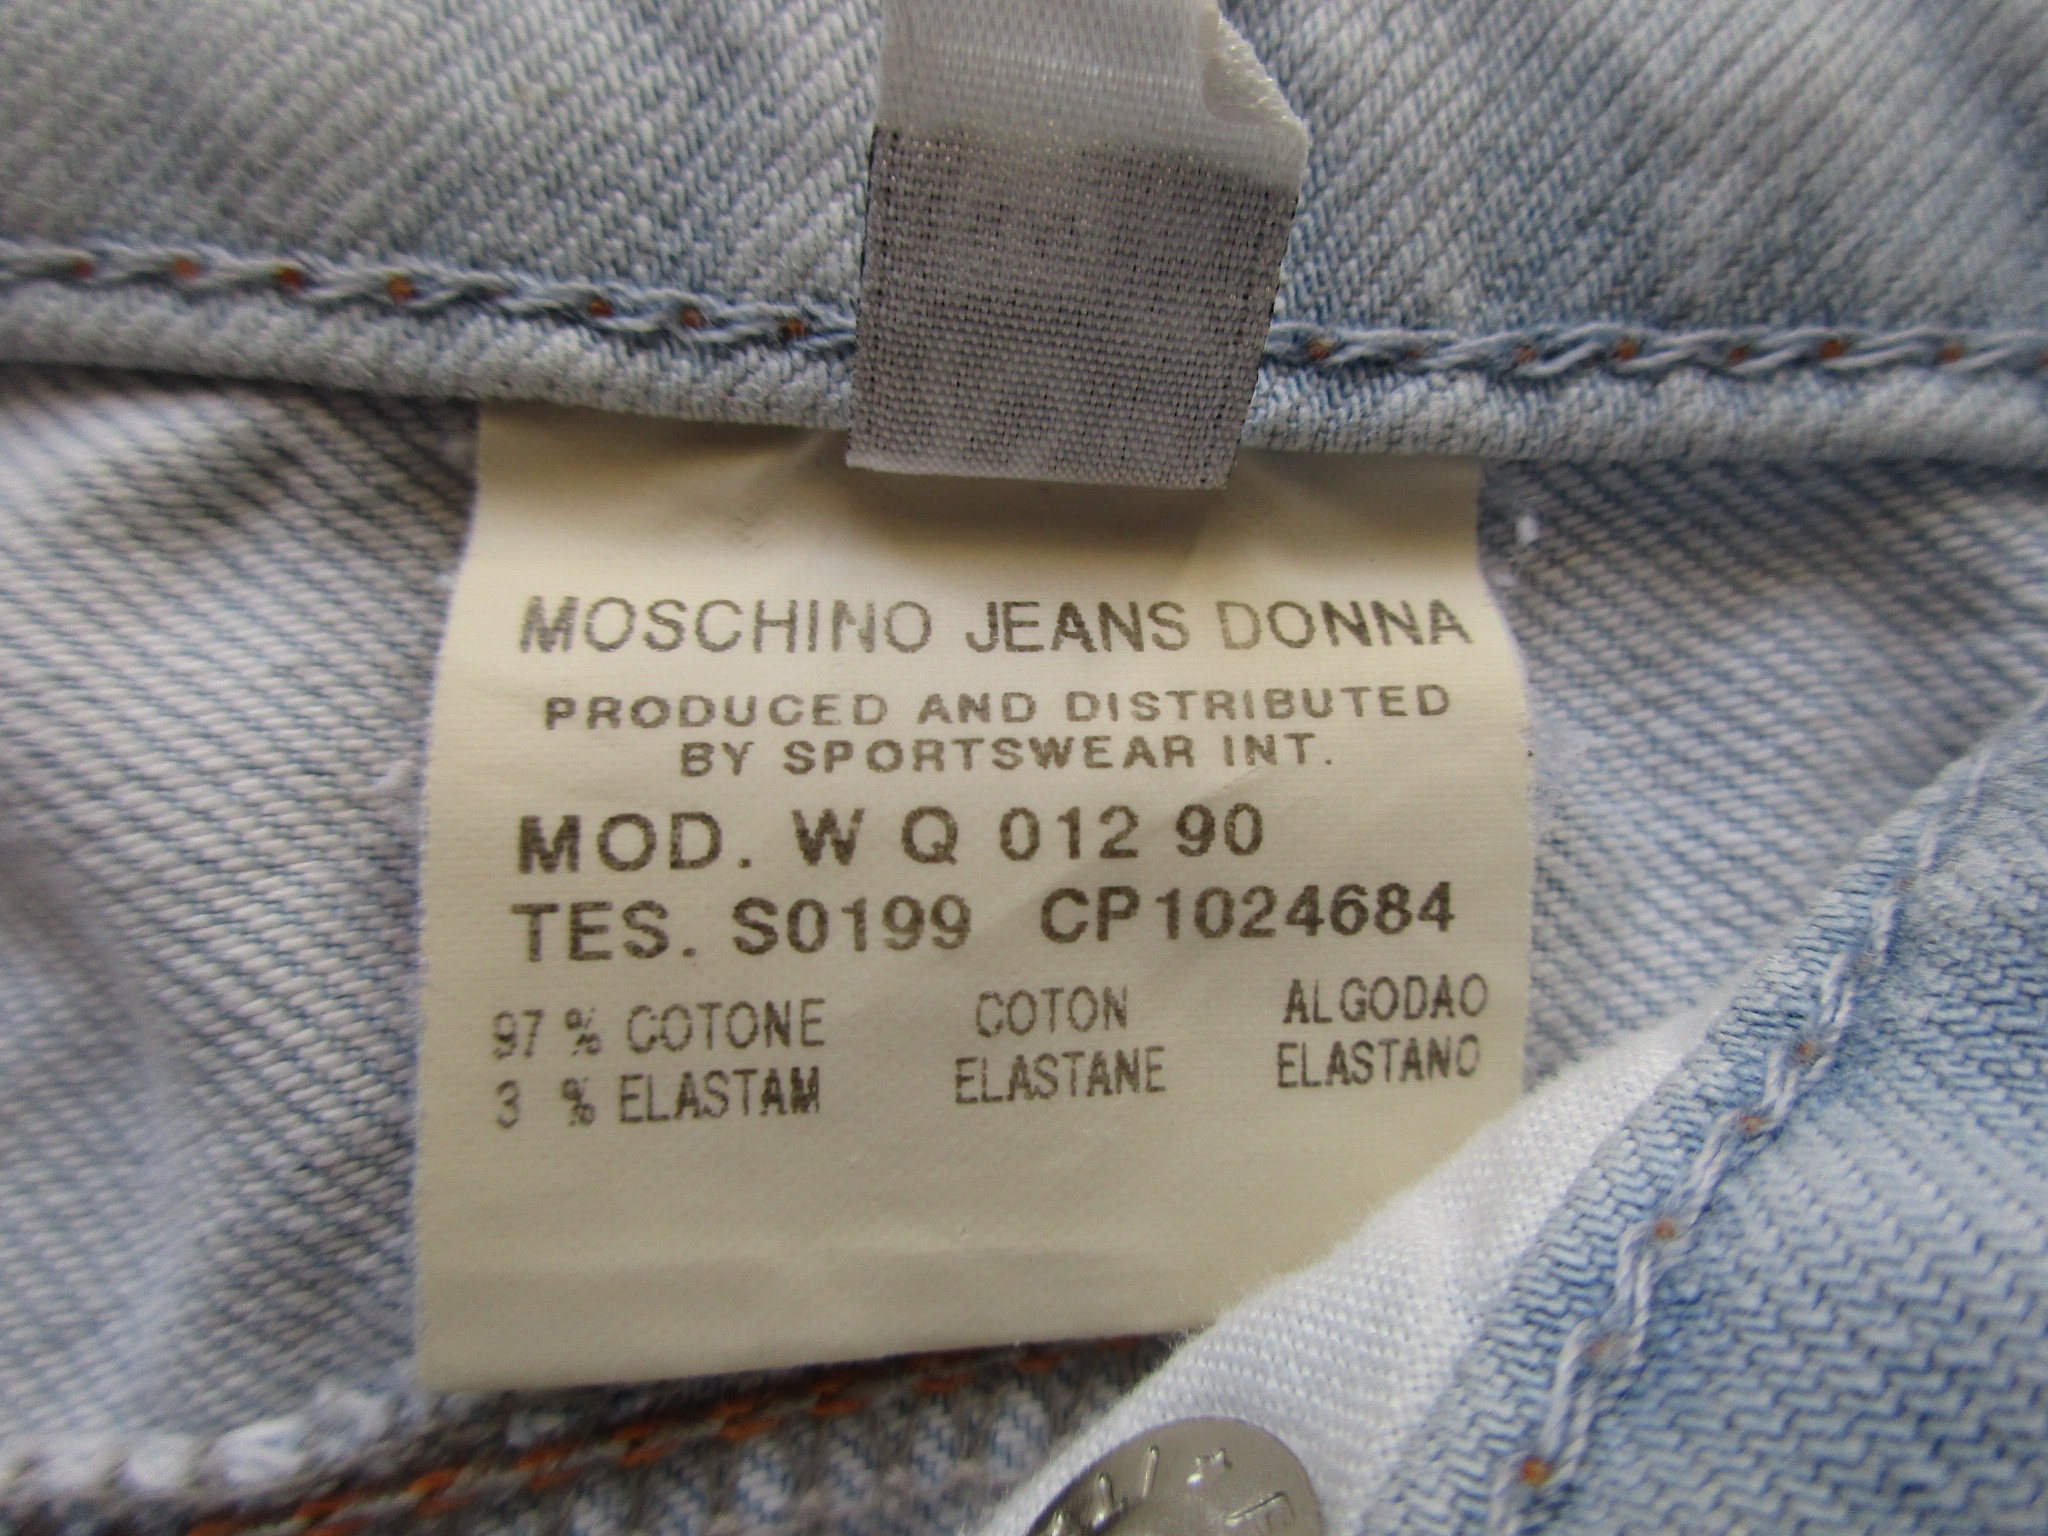 MOSCHINO JEANS DONNA
PRODUCED AND DISTRIBUTED
BY SPORTSWEAR INT.
MOD. W Q 012 90
TES. S0199 CP1024684
97 % COTONE COTON ALGODAO
3 % ELASTAM ELASTANE ELASTANO